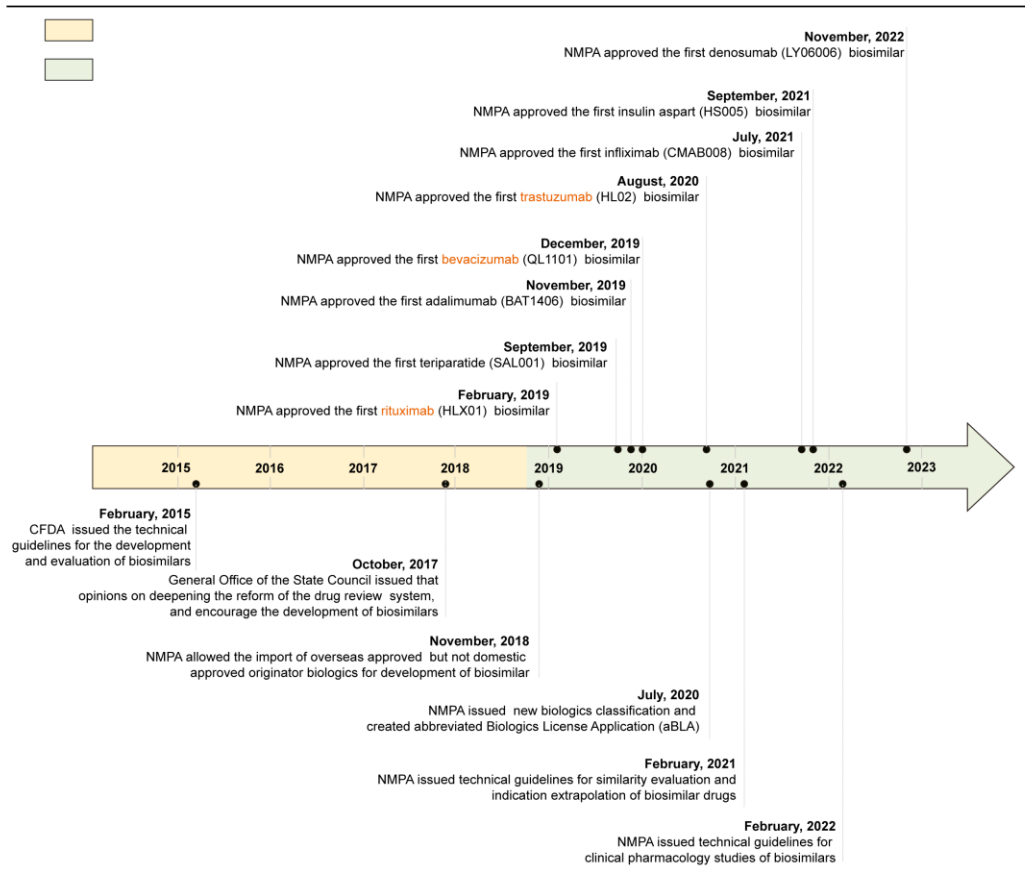 November, 2022
NMPA approved the first denosumab (LY06006) biosimilar
September, 2021
NMPA approved the first insulin aspart (HS005) biosimilar
July, 2021
NMPA approved the first infliximab (CMAB008) biosimilar
August, 2020
NMPA approved the first trastuzumab (HL02) biosimilar
December, 2019
NMPA approved the first bevacizumab (QL1101) biosimilar
November, 2019
NMPA approved the first adalimumab (BAT1406) biosimilar
September, 2019
NMPA approved the first teriparatide (SAL001) biosimilar
February, 2019
NMPA approved the first rituximab (HLX01) biosimilar
2015 2016 2017 2018 2019 2020 2021 2022 2023
February, 2015
CFDA issued the technical
guidelines for the development
and evaluation of biosimilars
October, 2017
General Office of the State Council issued that
opinions on deepening the reform of the drug review system,
and encourage the development of biosimilars
November, 2018
NMPA allowed the import of overseas approved but not domestic
approved originator biologics for development of biosimilar
July, 2020
NMPA issued new biologics classification and
created abbreviated Biologics License Application (aBLA)
February, 2021
NMPA issued technical guidelines for similarity evaluation and
indication extrapolation of biosimilar drugs
February, 2022
NMPA issued technical guidelines for
clinical pharmacology studies of biosimilars